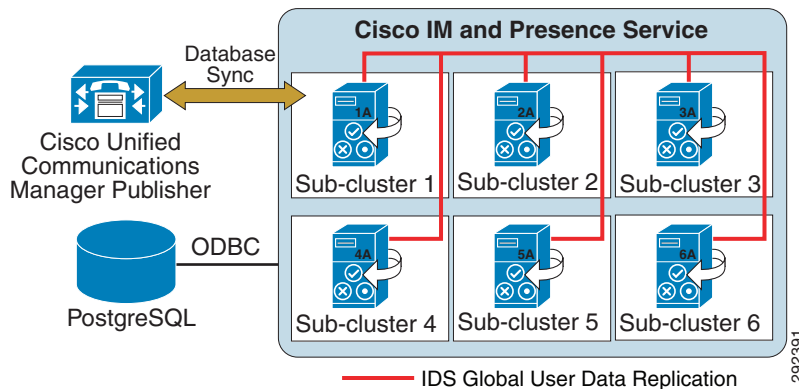 Cisco IM and Presence Service
Database
Sync
Cisco Unified
Communications
Manager Publisher
1A
Sub-cluster 1
2A
Sub-cluster 2
3A
Sub-cluster 3
ODBC
PostgreSQL
4A
Sub-cluster 4
5A
Sub-cluster 5
6A
Sub-cluster 6
IDS Global User Data Replication
292391